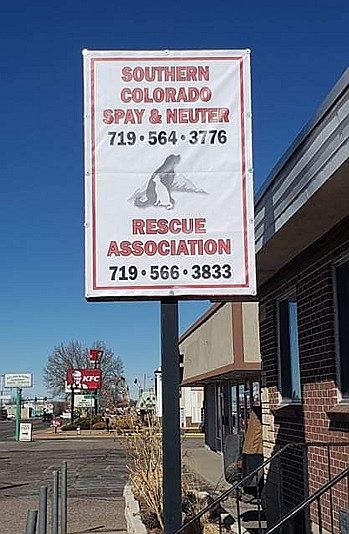 SOUTHERN
COLORADO
SPAY & NEUTER
719 • 564 • 3776
RESCUE
ASSOCIATION
719 • 566 • 3833
KFC